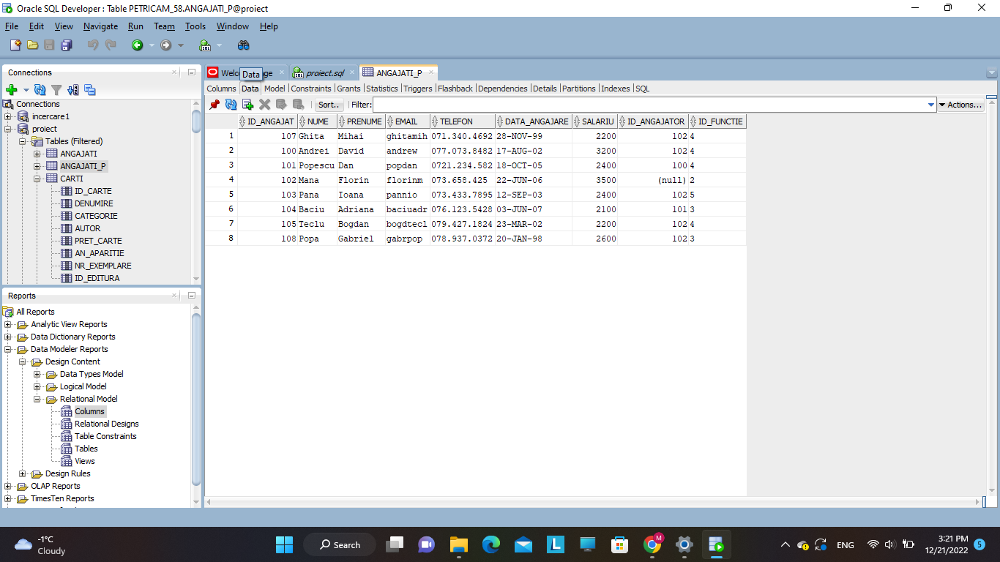 Oracle SQL Developer : Table PETRICAM_58.ANGAJATI_P@project
File Edit View Navigate Run Team Tools Window Help
Connections
Connections
incercare1
project
Tables (Filtered)
ANGAJATI
ANGAJATI_P
CARTI
ID_CARTE
DENUMIRE
CATEGORIE
AUTOR
PRET_CARTE
AN_APARITIE
NR_EXEMPLARE
ID_EDITURA
Reports
All Reports
Analytic View Reports
Data Dictionary Reports
Data Modeler Reports
Design Content
Data Types Model
Logical Model
Relational Model
Columns
Relational Designs
Table Constraints
Tables
Views
Design Rules
OLAP Reports
TimesTen Reports
Data project.sql ANGAJATI_P
Columns Data Model Constraints Grants Statistics Triggers Flashback Dependencies Details Partitions Indexes SQL
Sort.. Filter: Actions...
ID_ANGAJAT NUME PRENUME EMAIL TELEFON DATA_ANGAJARE SALARIU ID_ANGAJATOR ID_FUNCTIE
1 107 Ghita Mihai ghitamih 071.340.4692 28-NOV-99 2200 102 4
2 100 Andrei David andrew 077.073.8482 17-AUG-02 3200 102 4
3 101 Popescu Dan popdan 0721.234.582 18-OCT-05 2400 100 4
4 102 Mana Florin florinm 073.658.425 22-JUN-06 3500 (null) 2
5 103 Pana Ioana pannio 073.433.7895 12-SEP-03 2400 102 5
6 104 Baciu Adriana baciuadr 076.123.5428 03-JUN-07 2100 101 3
7 105 Teclu Bogdan bogdtecl 079.427.1824 23-MAR-02 2200 102 4
8 108 Popa Gabriel gabrpop 078.937.0372 20-JAN-98 2600 102 3
-1°C
Cloudy
Search
L
M
ENG
3:21 PM
12/21/2022
5